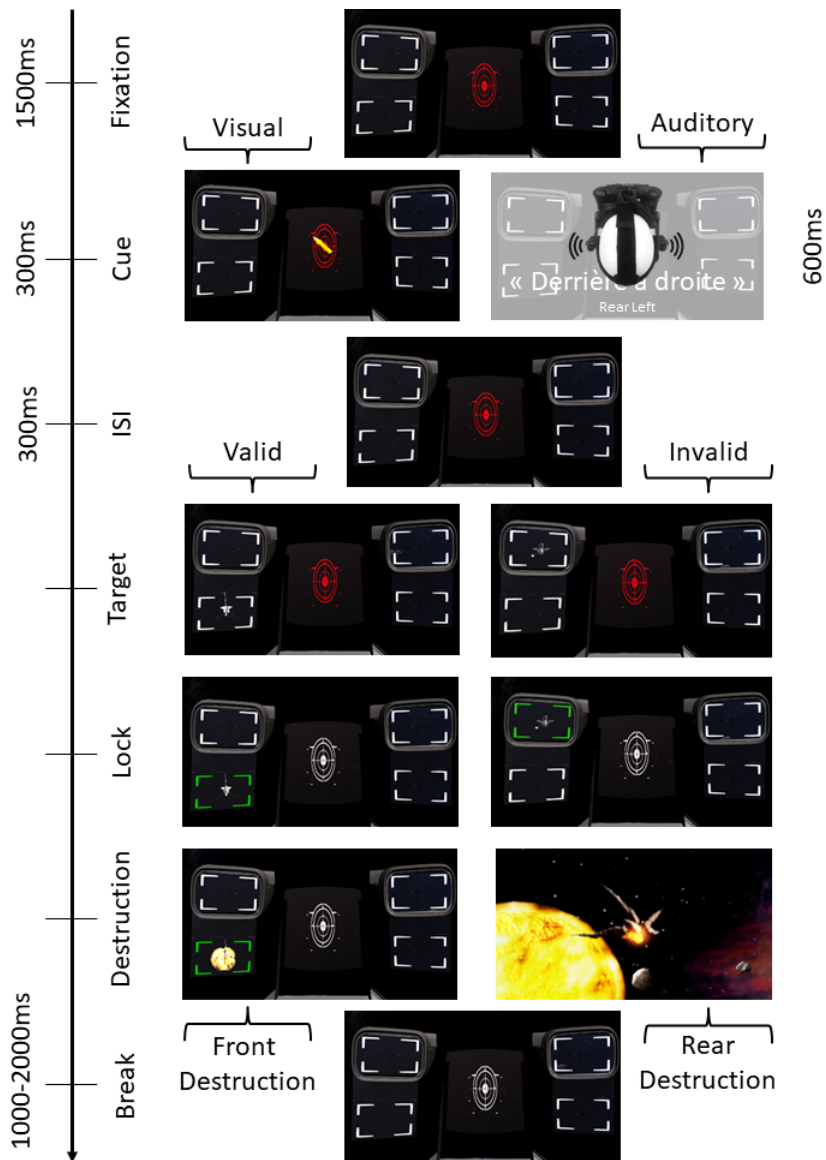 1500ms
Fixation
Visual
Auditory
300ms
Cue
« Derrière à droite »
Rear Left
600ms
300ms
ISI
Valid
Invalid
Target
Lock
Destruction
Front
Destruction
Rear
Destruction
1000-2000ms
Break